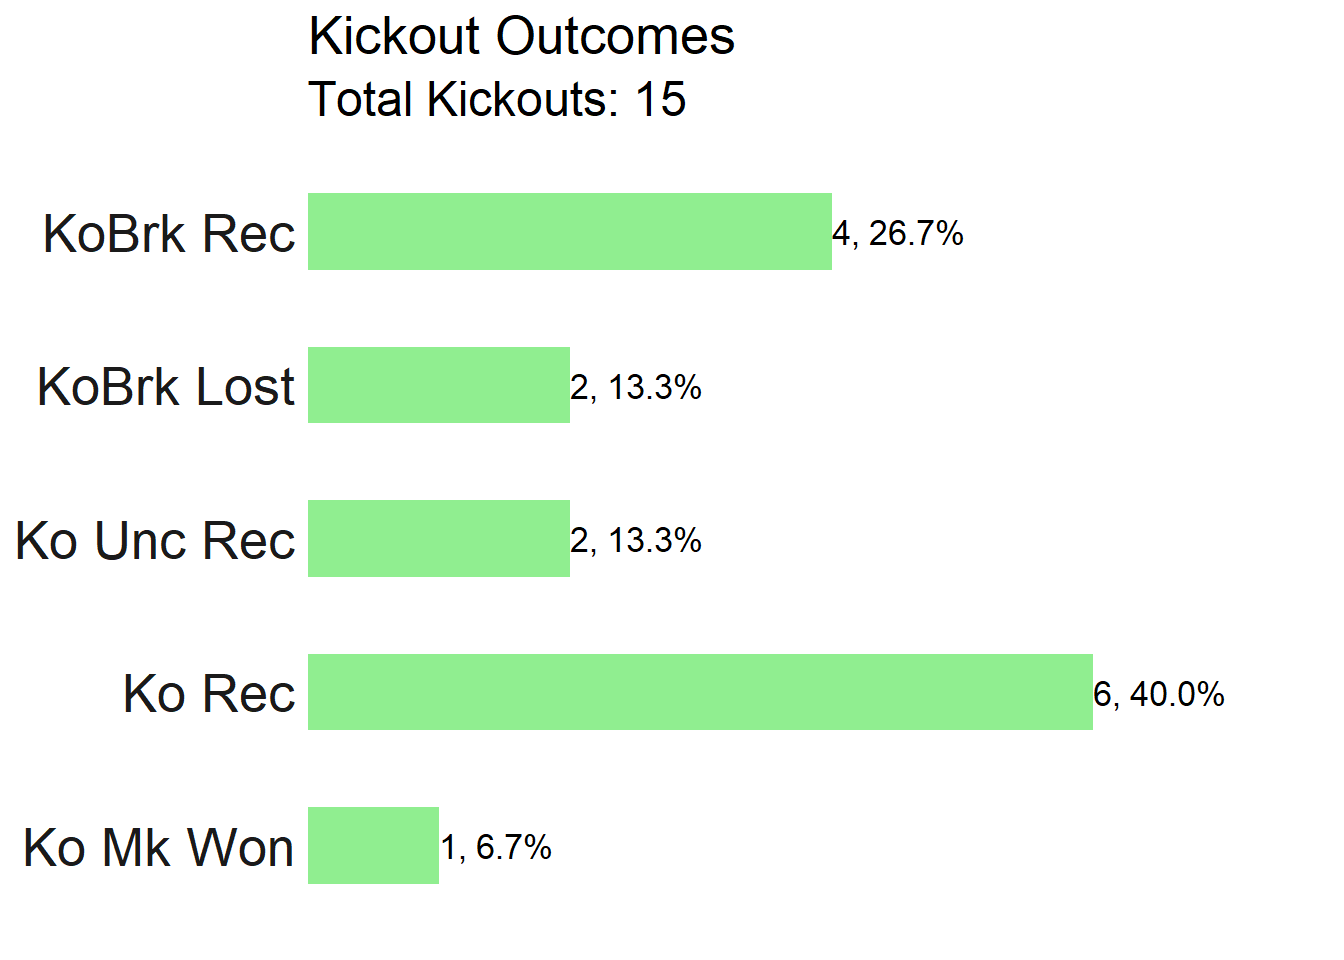 Kickout Outcomes
Total Kickouts: 15
KoBrk Rec 4, 26.7%
KoBrk Lost 2, 13.3%
Ko Unc Rec 2, 13.3%
Ko Rec 6, 40.0%
Ko Mk Won 1, 6.7%